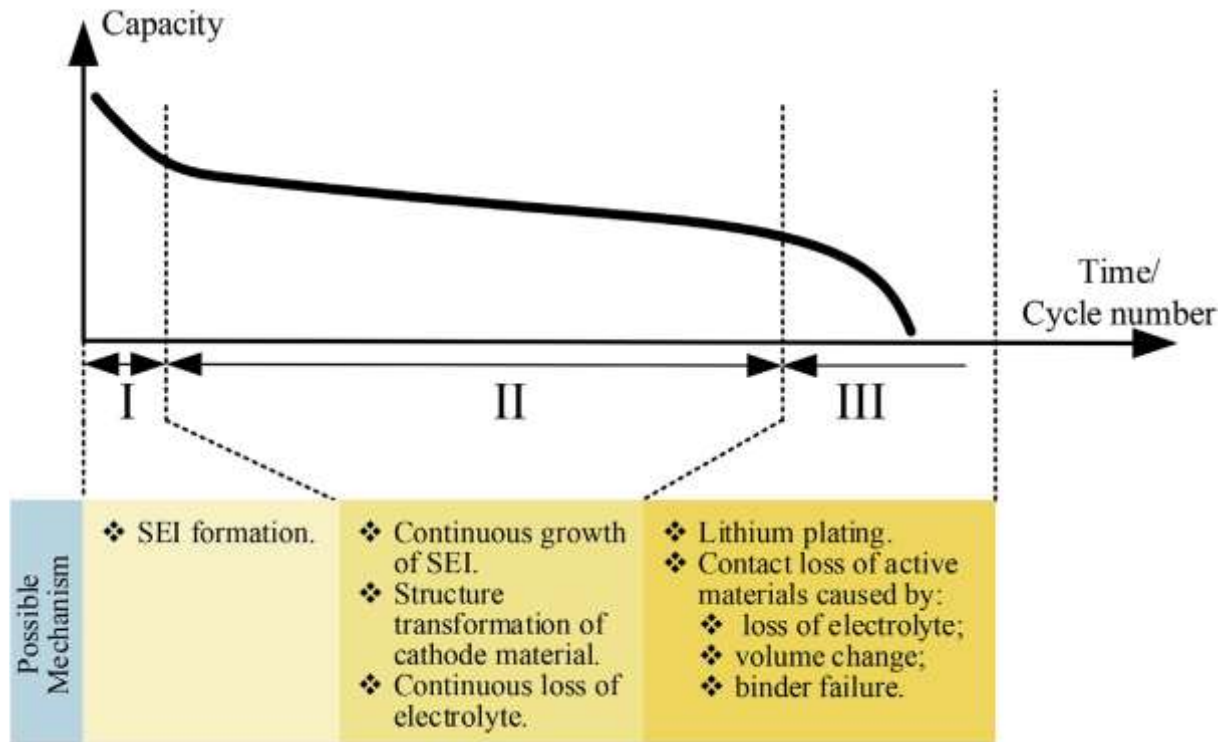 Capacity
Time/
Cycle number
I
II
III
Possible
Mechanism
❖ SEI formation.
❖ Continuous growth
of SEI.
❖ Structure
transformation of
cathode material.
❖ Continuous loss of
electrolyte.
❖ Lithium plating.
❖ Contact loss of active
materials caused by:
❖ loss of electrolyte;
❖ volume change;
❖ binder failure.